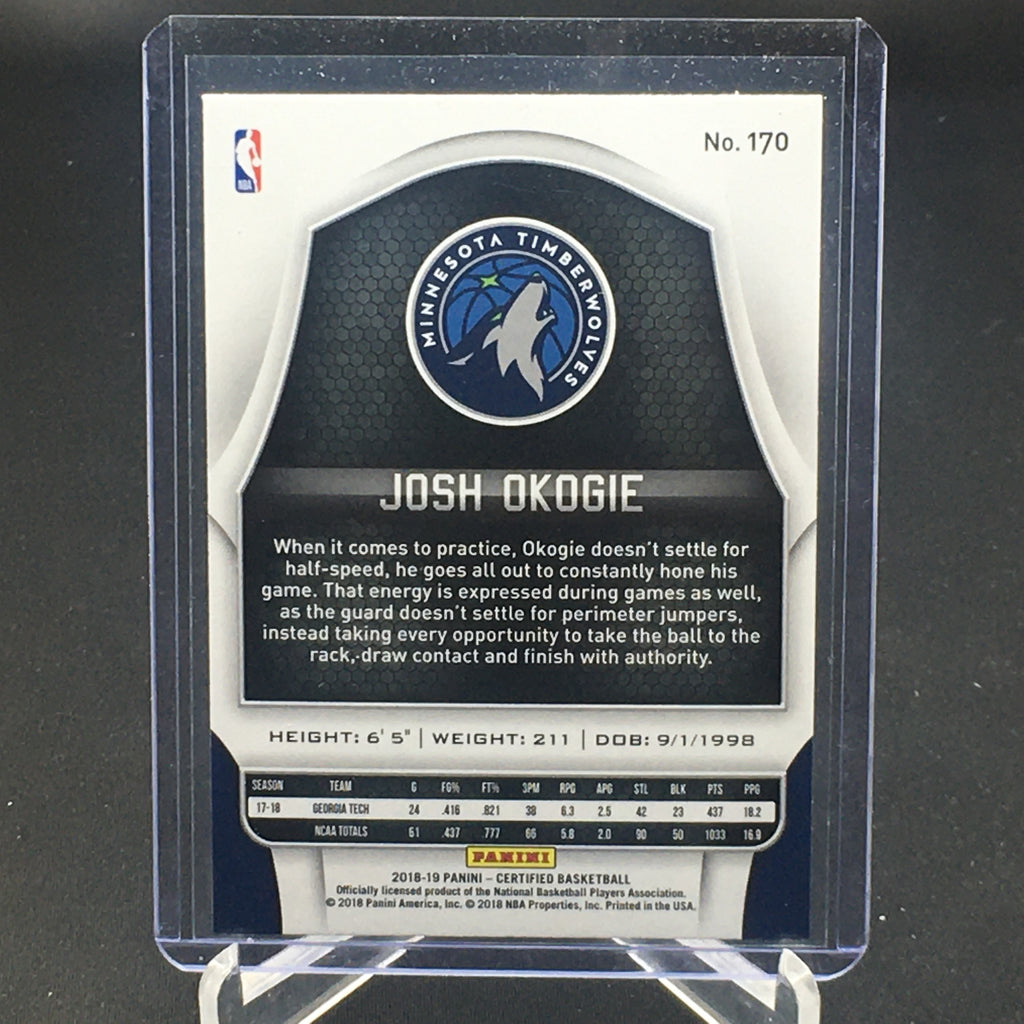 No. 170
NBA
MINNESOTA TIMBERWOLVES
JOSH OKOGIE
When it comes to practice, Okogie doesn't settle for
half-speed, he goes all out to constantly hone his
game. That energy is expressed during games as well,
as the guard doesn't settle for perimeter jumpers,
instead taking every opportunity to take the ball to the
rack, draw contact and finish with authority.
HEIGHT: 6' 5" | WEIGHT: 211 | DOB: 9/1/1998
SEASON TEAM G FG% FT% 3PM RPG APG STL BLK PTS PPG
17-18 GEORGIA TECH 24 .416 .821 38 6.3 2.5 42 23 437 18.2
NCAA TOTALS 61 .437 .777 66 5.8 2.0 90 50 1033 16.9
PANINI
2018-19 PANINI – CERTIFIED BASKETBALL
Officially licensed product of the National Basketball Players Association.
© 2018 Panini America, Inc. © 2018 NBA Properties, Inc. Printed in the USA.